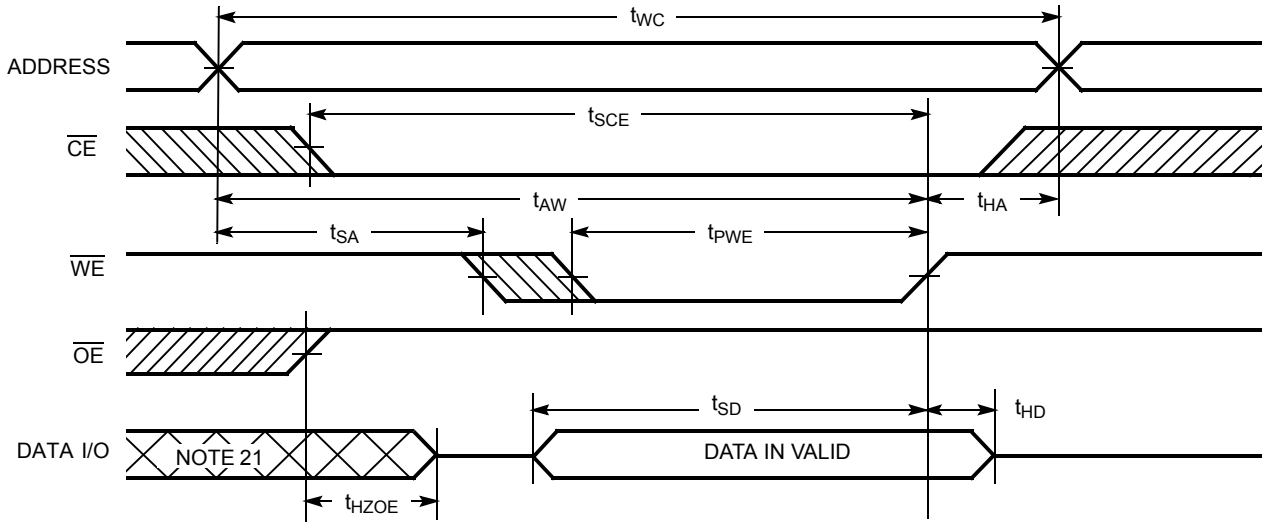 tWC
ADDRESS
tSCE
CE
tAW
tHA
tSA
tPWE
WE
OE
tSD
tHD
DATA I/O
NOTE 21
DATA IN VALID
tHZOE